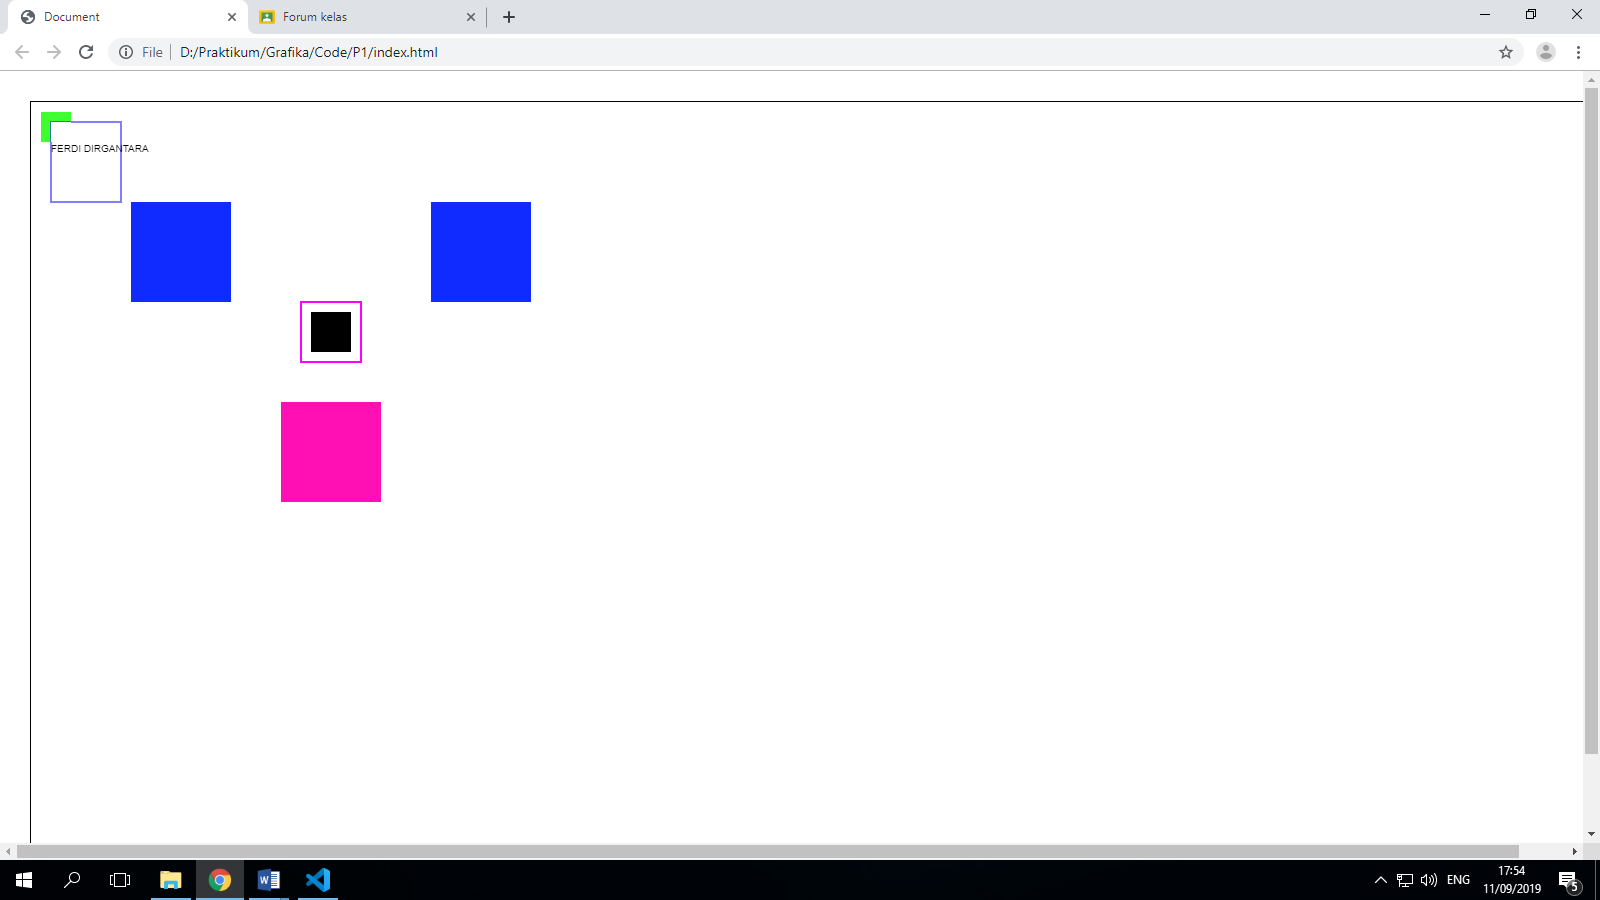 Document
Forum kelas
File
D:/Praktikum/Grafika/Code/P1/index.html
FERDI DIRGANTARA
ENG
17:54
11/09/2019
5